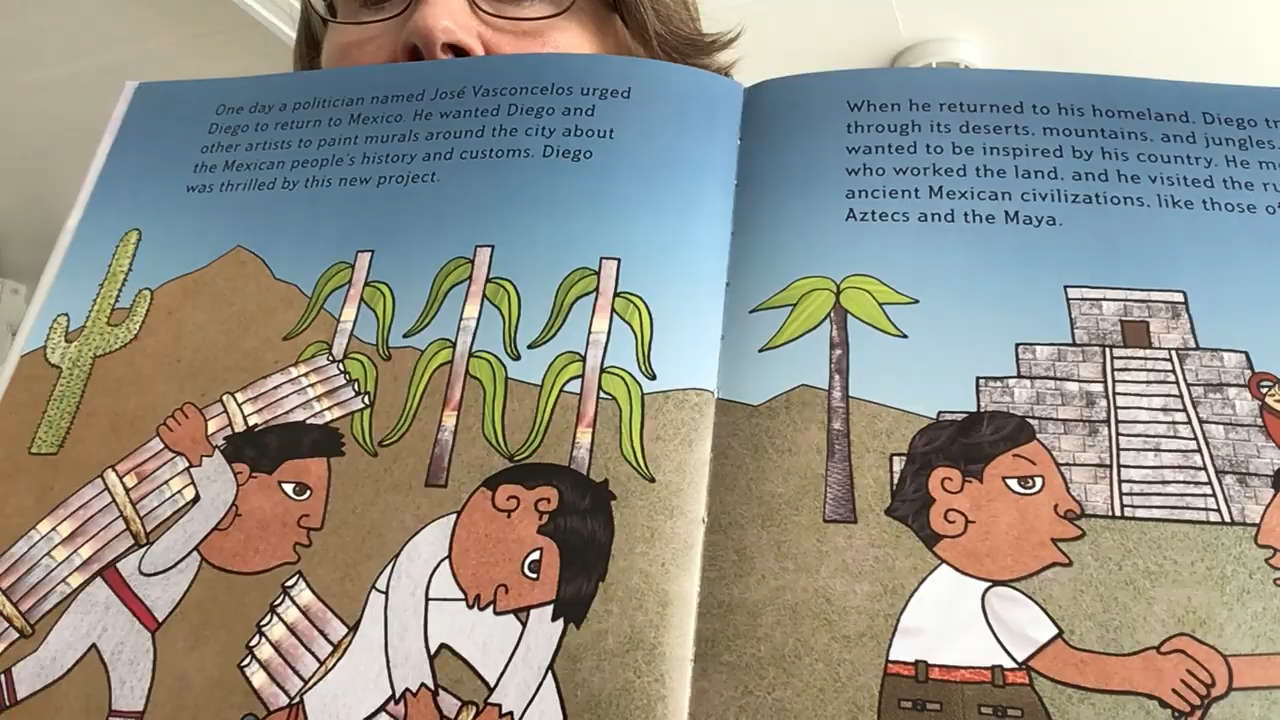 One day a politician named José Vasconcelos urged
Diego to return to Mexico. He wanted Diego and
other artists to paint murals around the city about
the Mexican people's history and customs. Diego
was thrilled by this new project.
When he returned to his homeland, Diego
through its deserts, mountains, and jungles.
wanted to be inspired by his country. He
who worked the land, and he visited the
ancient Mexican civilizations, like those
Aztecs and the Maya.